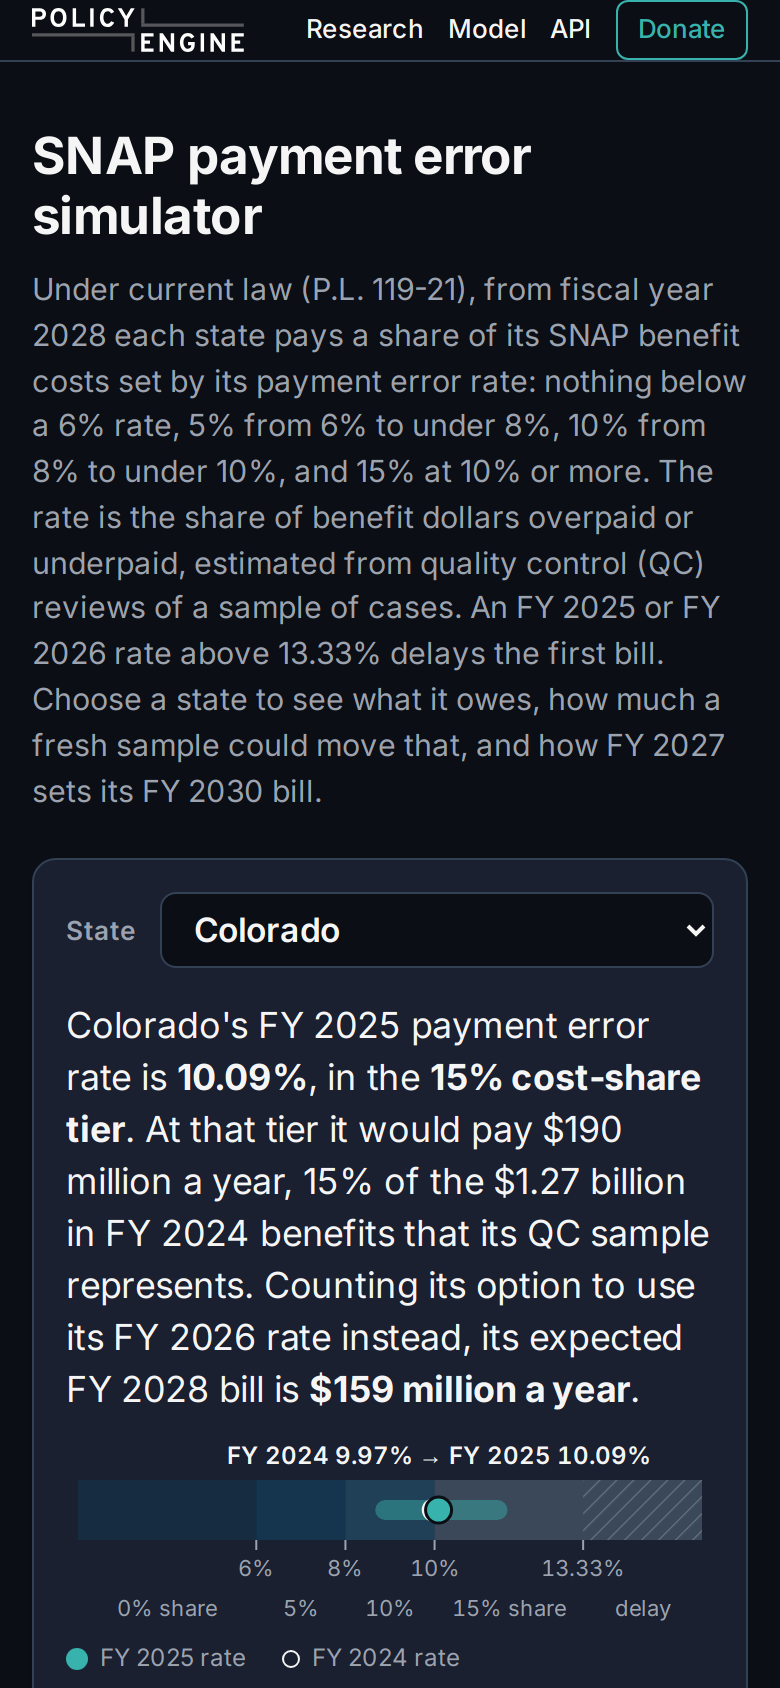 POLICY ENGINE
Research Model API Donate
SNAP payment error
simulator
Under current law (P.L. 119-21), from fiscal year
2028 each state pays a share of its SNAP benefit
costs set by its payment error rate: nothing below
a 6% rate, 5% from 6% to under 8%, 10% from
8% to under 10%, and 15% at 10% or more. The
rate is the share of benefit dollars overpaid or
underpaid, estimated from quality control (QC)
reviews of a sample of cases. An FY 2025 or FY
2026 rate above 13.33% delays the first bill.
Choose a state to see what it owes, how much a
fresh sample could move that, and how FY 2027
sets its FY 2030 bill.
State Colorado
Colorado's FY 2025 payment error
rate is 10.09%, in the 15% cost-share
tier. At that tier it would pay $190
million a year, 15% of the $1.27 billion
in FY 2024 benefits that its QC sample
represents. Counting its option to use
its FY 2026 rate instead, its expected
FY 2028 bill is $159 million a year.
FY 2024 9.97% → FY 2025 10.09%
6% 8% 10% 13.33%
0% share 5% 10% 15% share delay
FY 2025 rate FY 2024 rate